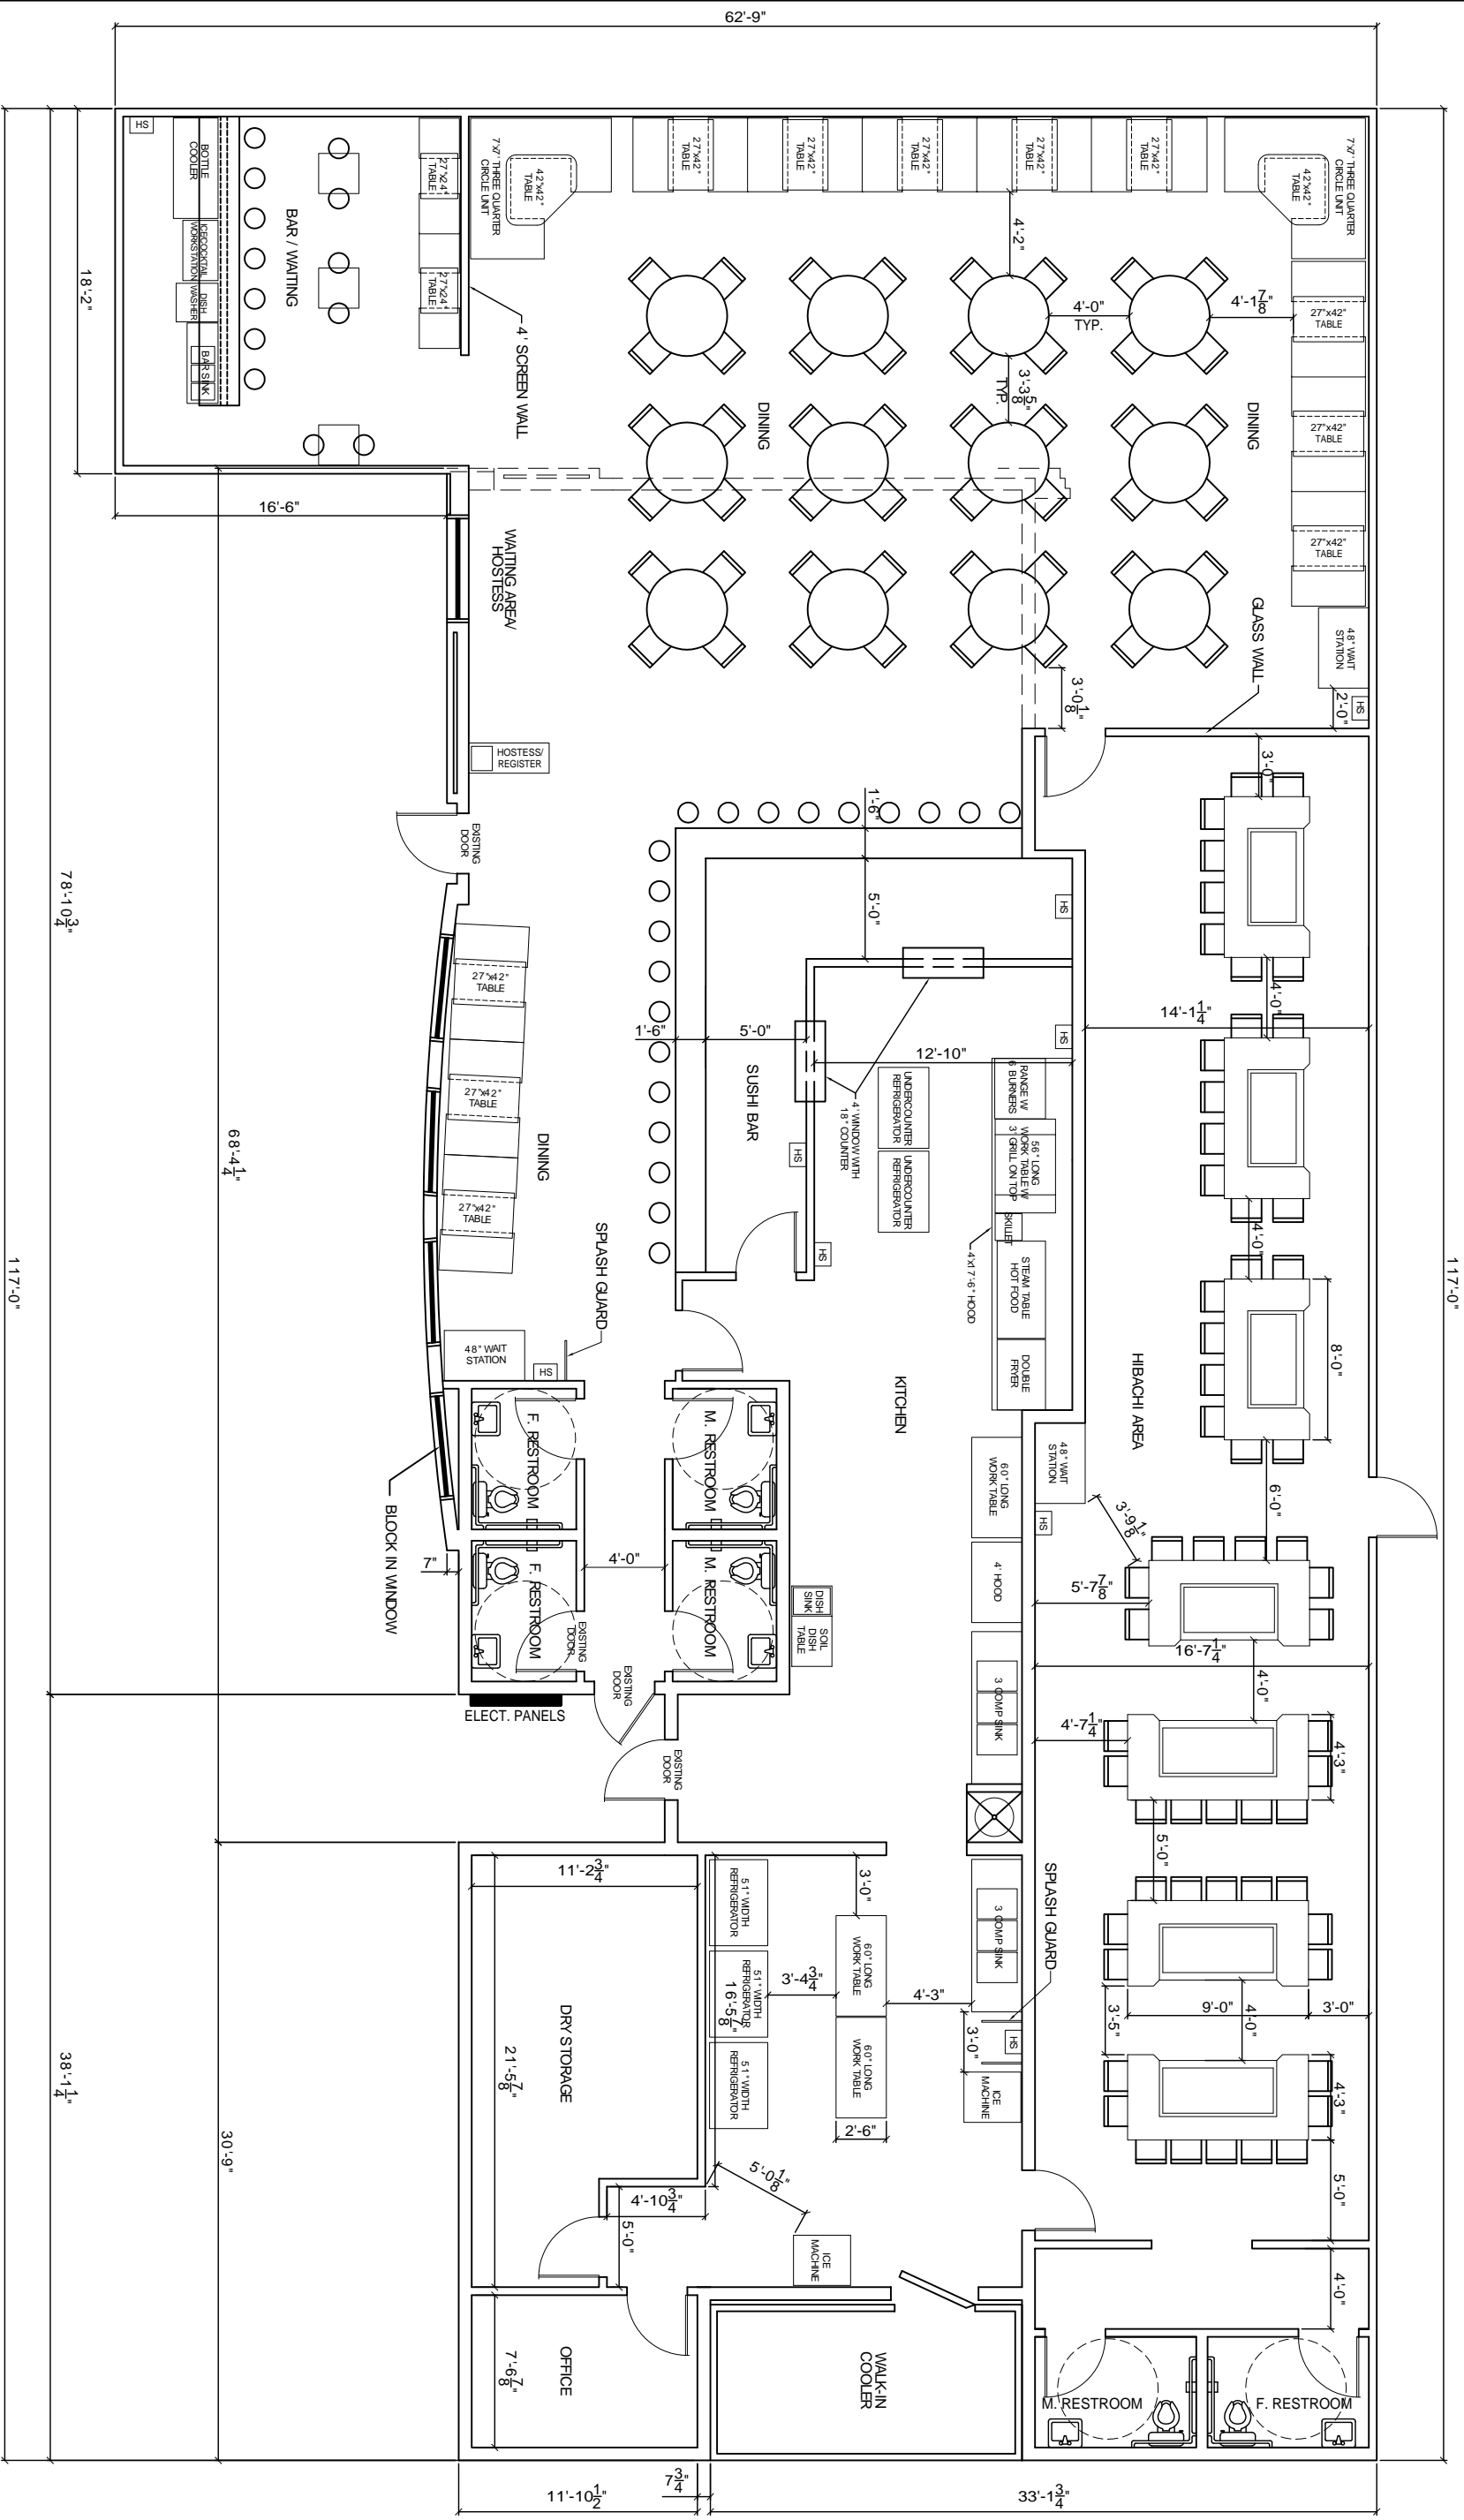 62'-9"
HS
BOTTLE
COOLER
ICE/COCKTAIL
WORKSTATION
DISH
WASHER
BAR SINK
BAR / WAITING
27"x24"
TABLE
27"x24"
TABLE
4' SCREEN WALL
18'-2"
16'-6"
7'x7' THREE QUARTER
CIRCLE UNIT
42"x42"
TABLE
27"x42"
TABLE
27"x42"
TABLE
27"x42"
TABLE
27"x42"
TABLE
27"x42"
TABLE
7'x7' THREE QUARTER
CIRCLE UNIT
42"x42"
TABLE
4'-2"
4'-0"
TYP.
4'-1 7/8"
3'-3 5/8"
TYP.
27"x42"
TABLE
27"x42"
TABLE
27"x42"
TABLE
DINING
DINING
48" WAIT
STATION
HS
2'-0"
GLASS WALL
3'-0 1/8"
WAITING AREA/
HOSTESS
HOSTESS/
REGISTER
EXISTING
DOOR
3'-0"
1'-6"
5'-0"
HS
HS
14'-1 1/4"
4'-0"
4'-0"
1'-6"
5'-0"
12'-10"
SUSHI BAR
4' WINDOW WITH
18" COUNTER
UNDERCOUNTER
REFRIGERATOR
UNDERCOUNTER
REFRIGERATOR
RANGE W/
6 BURNERS
56" LONG
WORK TABLE W/
3' GRILL ON TOP
SKILLET
STEAM TABLE
HOT FOOD
DOUBLE
FRYER
4'x17'-6" HOOD
HS
HS
27"x42"
TABLE
27"x42"
TABLE
27"x42"
TABLE
DINING
SPLASH GUARD
48" WAIT
STATION
HS
8'-0"
HIBACHI AREA
KITCHEN
117'-0"
78'-10 3/4"
68'-4 1/4"
117'-0"
F. RESTROOM
M. RESTROOM
F. RESTROOM
M. RESTROOM
4'-0"
7"
BLOCK IN WINDOW
EXISTING
DOOR
EXISTING
DOOR
EXISTING
DOOR
ELECT. PANELS
DISH
SINK
SOIL
DISH
TABLE
60" LONG
WORK TABLE
4' HOOD
3 COMP SINK
48" WAIT
STATION
HS
3'-9 1/8"
6'-0"
5'-7 7/8"
16'-7 1/4"
4'-0"
4'-7 1/4"
4'-3"
5'-0"
SPLASH GUARD
3 COMP SINK
HS
3'-0"
ICE
MACHINE
11'-2 3/4"
51" WIDTH
REFRIGERATOR
51" WIDTH
REFRIGERATOR
51" WIDTH
REFRIGERATOR
16'-5 7/8"
3'-0"
60" LONG
WORK TABLE
60" LONG
WORK TABLE
3'-4 3/4"
4'-3"
2'-6"
DRY STORAGE
21'-5 7/8"
9'-0"
3'-0"
3'-5"
4'-0"
4'-3"
5'-0"
4'-0"
5'-0 1/8"
4'-10 3/4"
5'-0"
ICE
MACHINE
38'-1 1/4"
30'-9"
OFFICE
7'-6 7/8"
WALK-IN
COOLER
M. RESTROOM
F. RESTROOM
11'-10 1/2"
7 3/4"
33'-1 3/4"